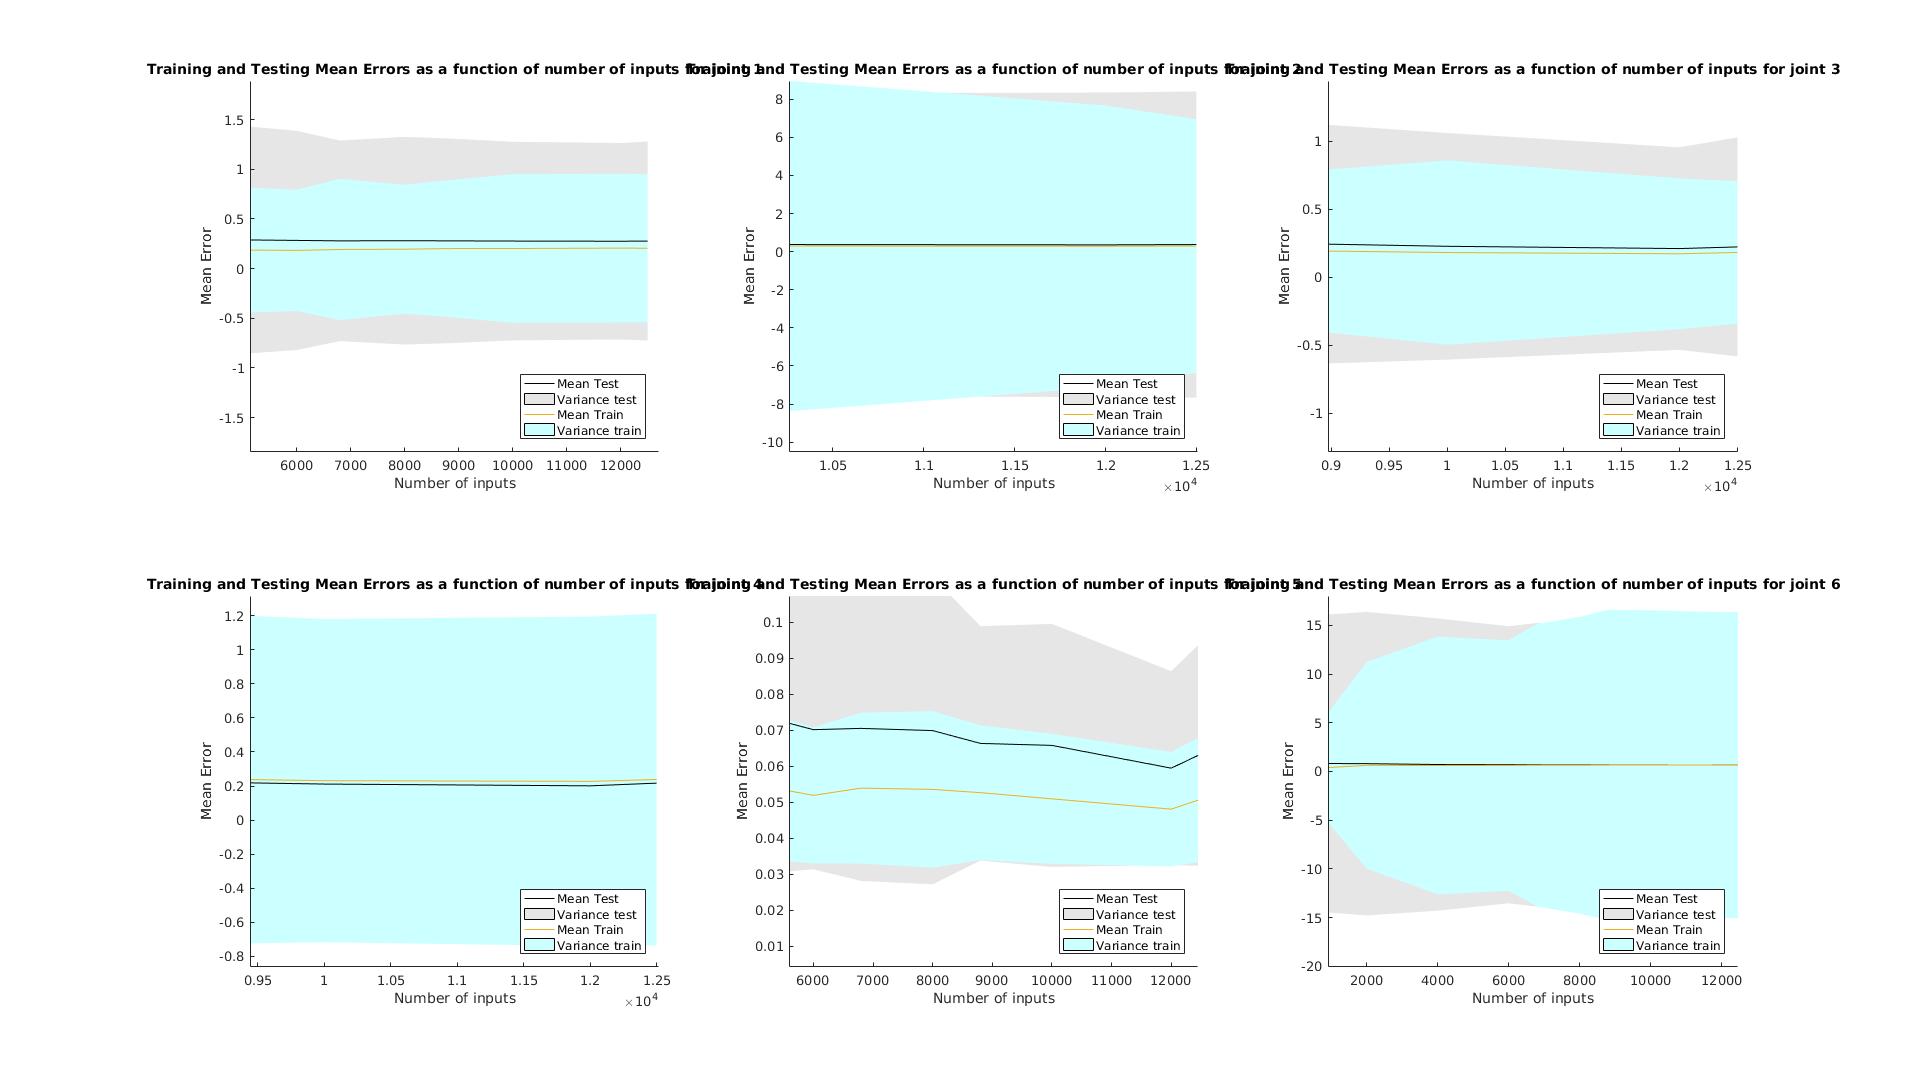 Training and Testing Mean Errors as a function of number of inputs for joint 1
Training and Testing Mean Errors as a function of number of inputs for joint 2
Training and Testing Mean Errors as a function of number of inputs for joint 3
1.5
1
0.5
0
-0.5
-1
-1.5
Mean Error
6000 7000 8000 9000 10000 11000 12000
Number of inputs
Mean Test
Variance test
Mean Train
Variance train
8
6
4
2
0
-2
-4
-6
-8
-10
Mean Error
1.05 1.1 1.15 1.2 1.25
×10⁴
Number of inputs
Mean Test
Variance test
Mean Train
Variance train
1
0.5
0
-0.5
-1
Mean Error
0.9 0.95 1 1.05 1.1 1.15 1.2 1.25
×10⁴
Number of inputs
Mean Test
Variance test
Mean Train
Variance train
Training and Testing Mean Errors as a function of number of inputs for joint 4
Training and Testing Mean Errors as a function of number of inputs for joint 5
Training and Testing Mean Errors as a function of number of inputs for joint 6
1.2
1
0.8
0.6
0.4
0.2
0
-0.2
-0.4
-0.6
-0.8
Mean Error
0.95 1 1.05 1.1 1.15 1.2 1.25
×10⁴
Number of inputs
Mean Test
Variance test
Mean Train
Variance train
0.1
0.09
0.08
0.07
0.06
0.05
0.04
0.03
0.02
0.01
Mean Error
6000 7000 8000 9000 10000 11000 12000
Number of inputs
Mean Test
Variance test
Mean Train
Variance train
15
10
5
0
-5
-10
-15
-20
Mean Error
2000 4000 6000 8000 10000 12000
Number of inputs
Mean Test
Variance test
Mean Train
Variance train